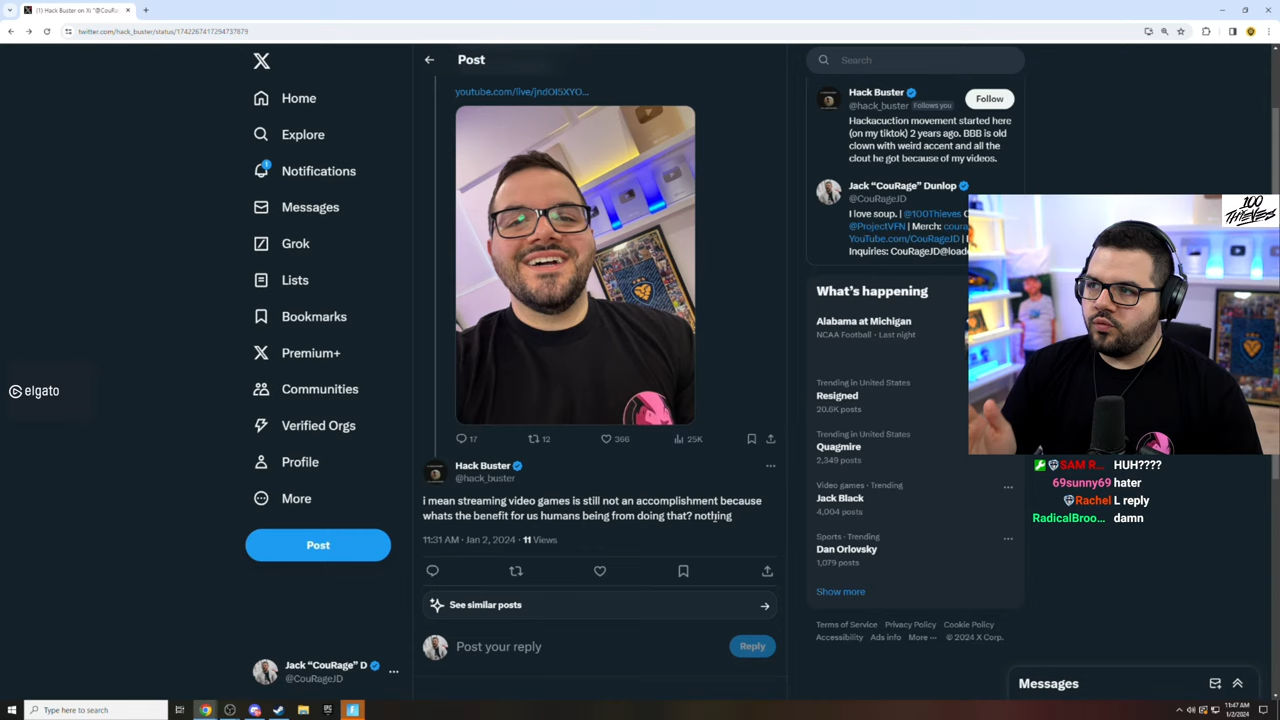 (1) Hack Buster on X: "@CouR
twitter.com/hack_buster/status/1742267417294737879
Post
Search
youtube.com/live/jndOI5XYO...
Home
Explore
1
Notifications
Messages
Grok
Lists
Bookmarks
Premium+
Communities
Verified Orgs
Profile
More
Post
elgato
Hack Buster
@hack_buster
Follows you
Follow
Hackacuction movement started here
(on my tiktok) 2 years ago. BBB is old
clown with weird accent and all the
clout he got because of my videos.
Jack “CouRage” Dunlop
@CouRageJD
I love soup. | @100Thieves
@ProjectVFN | Merch: coura
YouTube.com/CouRageJD |
Inquiries: CouRageJD@load
100
THIEVES
What’s happening
Alabama at Michigan
NCAA Football · Last night
Trending in United States
Resigned
20.6K posts
Trending in United States
Quagmire
2,349 posts
Video games · Trending
Jack Black
4,004 posts
Sports · Trending
Dan Orlovsky
1,079 posts
Show more
Terms of Service Privacy Policy Cookie Policy
Accessibility Ads info More ··· © 2024 X Corp.
17 12 366 25K
Hack Buster
@hack_buster
i mean streaming video games is still not an accomplishment because
whats the benefit for us humans being from doing that? nothing
11:31 AM · Jan 2, 2024 · 11 Views
See similar posts
Post your reply
Reply
SAM R... HUH????
69sunny69 hater
Rachel L reply
RadicalBroo... damn
Jack “CouRage” D
@CouRageJD
Messages
Type here to search
11:47 AM
1/2/2024